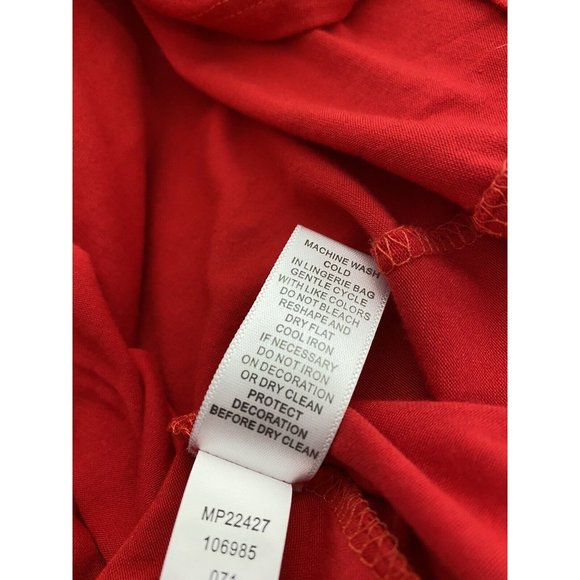 MACHINE WASH
COLD
IN LINGERIE BAG
GENTLE CYCLE
WITH LIKE COLORS
DO NOT BLEACH
RESHAPE AND
DRY FLAT
COOL IRON
IF NECESSARY
DO NOT IRON
ON DECORATION
OR DRY CLEAN
PROTECT
DECORATION
BEFORE DRY CLEAN
MP22427
106985
071